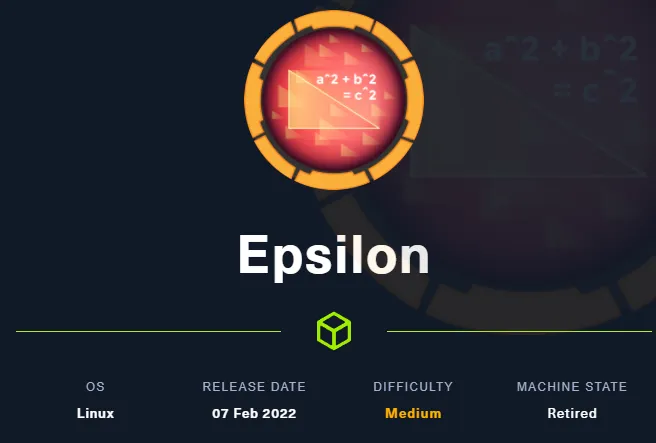 a^2 + b^2
= c^2
a^2 + b^2
= c^2
Epsilon
OS RELEASE DATE DIFFICULTY MACHINE STATE
Linux 07 Feb 2022 Medium Retired